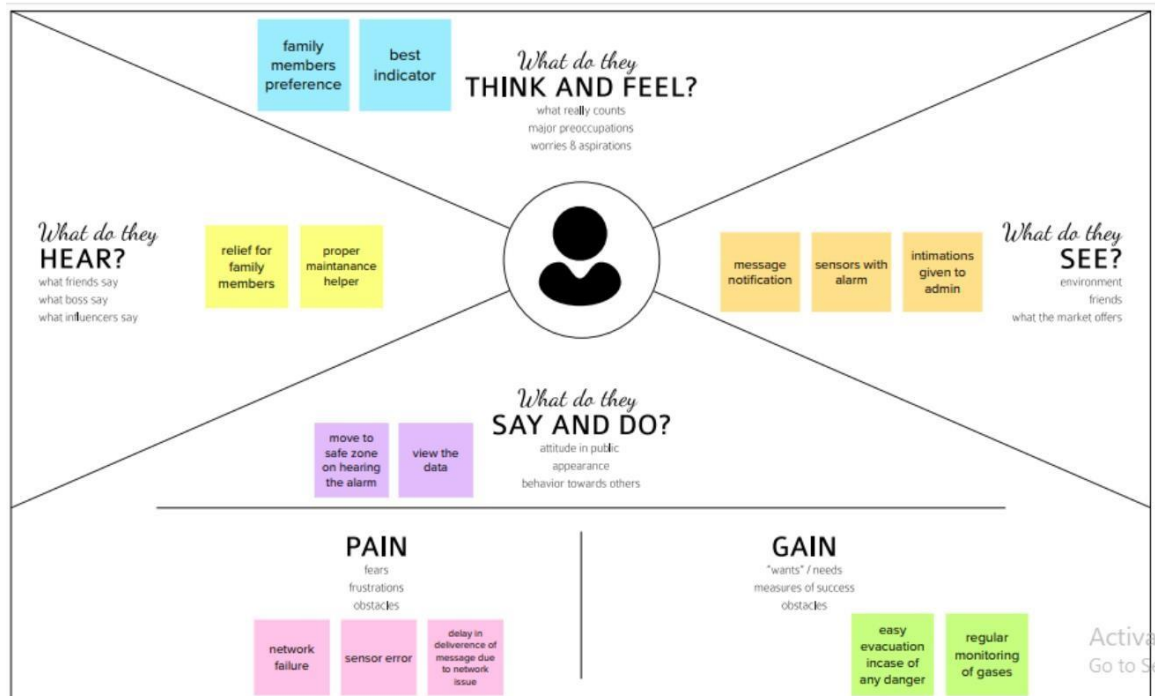 family
members
preference
best
indicator
What do they
THINK AND FEEL?
what really counts
major preoccupations
worries & aspirations
What do they
HEAR?
what friends say
what boss say
what influencers say
relief for
family
members
proper
maintanance
helper
message
notification
sensors with
alarm
intimations
given to
admin
What do they
SEE?
environment
friends
what the market offers
What do they
SAY AND DO?
attitude in public
appearance
behavior towards others
move to
safe zone
on hearing
the alarm
view the
data
PAIN
fears
frustrations
obstacles
network
failure
sensor error
delay in
deliverence of
message due
to network
issue
GAIN
"wants" / needs
measures of success
obstacles
easy
evacuation
incase of
any danger
regular
monitoring
of gases
Activa
Go to Se